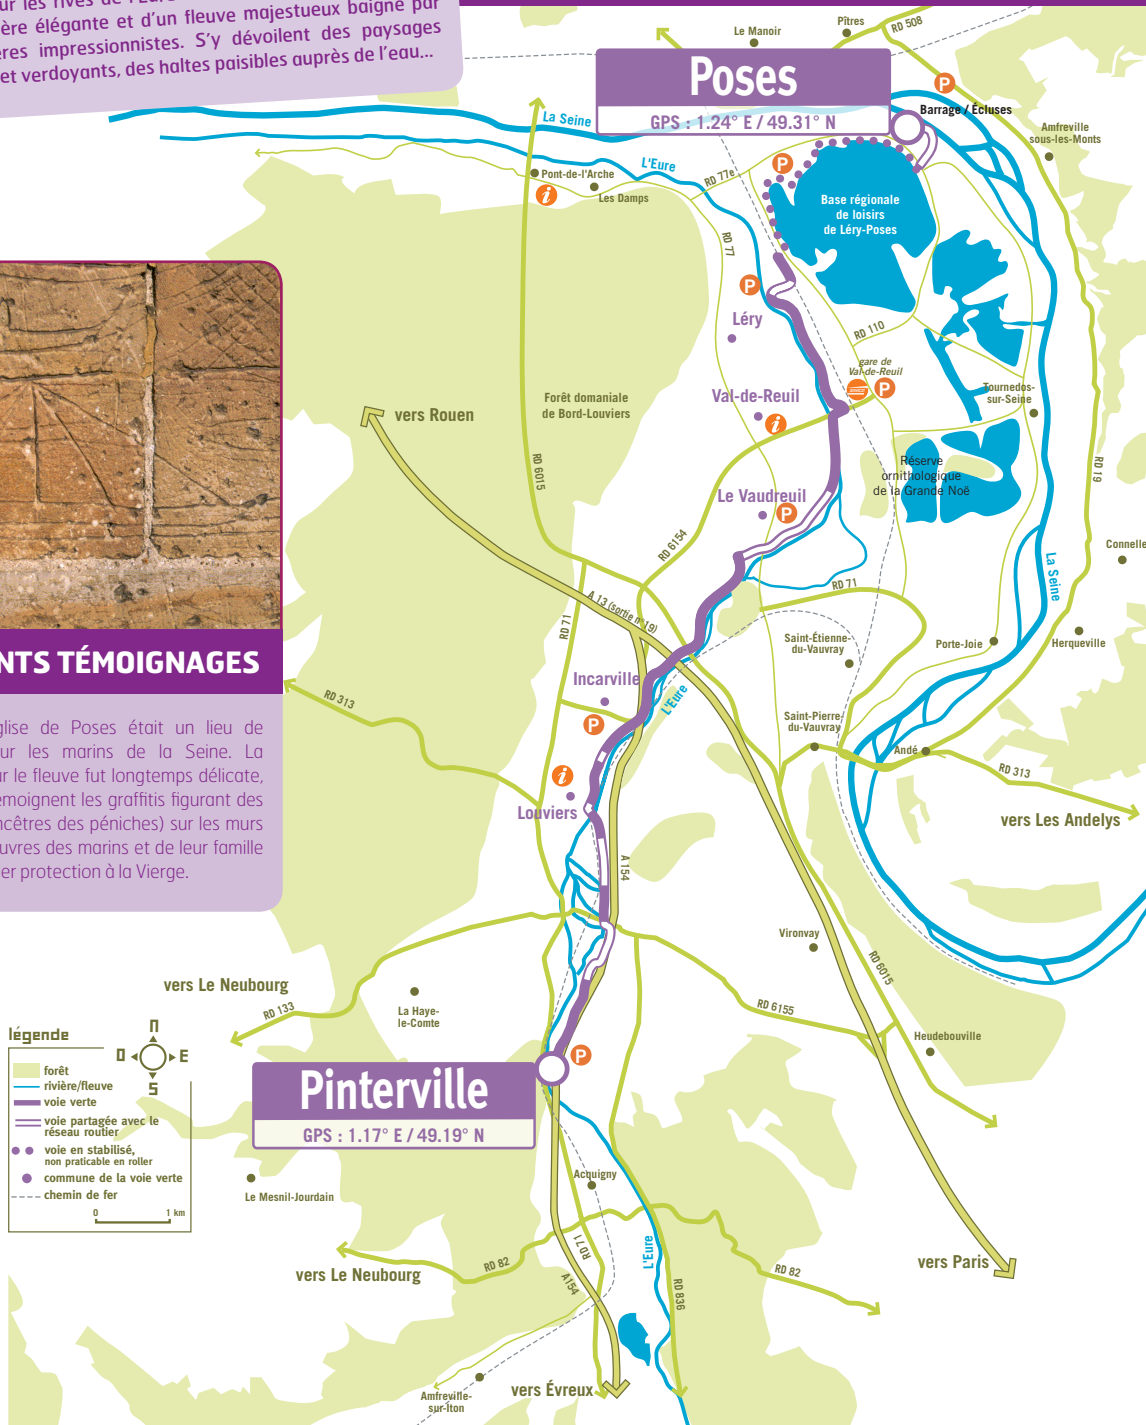 ur les rives de l'Eure
ère élégante et d'un fleuve majestueux baigné par
res impressionnistes. S'y dévoilent des paysages
et verdoyants, des haltes paisibles auprès de l'eau...
Le Manoir
Pîtres
RD 508
Poses
GPS : 1.24° E / 49.31° N
P
Barrage / Écluses
Amfreville
sous-les-Monts
La Seine
L'Eure
Pont-de-l'Arche
i
Les Damps
RD 77e
P
Base régionale
de loisirs
de Léry-Poses
RD 77
P
Léry
RD 110
gare de
Val-de-Reuil
P
Val-de-Reuil
i
Tournedos-
sur-Seine
Forêt domaniale
de Bord-Louviers
vers Rouen
RD 6015
RD 19
Réserve
ornithologique
de la Grande Noë
Le Vaudreuil
P
RD 6154
Connelle
La Seine
RD 71
A 13 (sortie n°19)
RD 71
Saint-Étienne-
du-Vauvray
Porte-Joie
Herqueville
NTS TÉMOIGNAGES
Incarville
L'Eure
RD 313
P
Saint-Pierre-
du-Vauvray
Andé
RD 313
vers Les Andelys
glise de Poses était un lieu de
ur les marins de la Seine. La
ur le fleuve fut longtemps délicate,
émoignent les graffitis figurant des
ncêtres des péniches) sur les murs
uvres des marins et de leur famille
er protection à la Vierge.
i
Louviers
A 154
Vironvay
RD 6015
vers Le Neubourg
RD 133
La Haye-
le-Comte
RD 6155
Heudebouville
légende
N
O
E
S
forêt
rivière/fleuve
voie verte
voie partagée avec le
réseau routier
voie en stabilisé,
non praticable en roller
commune de la voie verte
chemin de fer
0
1 km
P
Pinterville
GPS : 1.17° E / 49.19° N
Le Mesnil-Jourdain
Acquigny
vers Le Neubourg
RD 82
RD 71
A154
L'Eure
RD 836
RD 82
vers Paris
Amfreville-
sur-Iton
vers Évreux